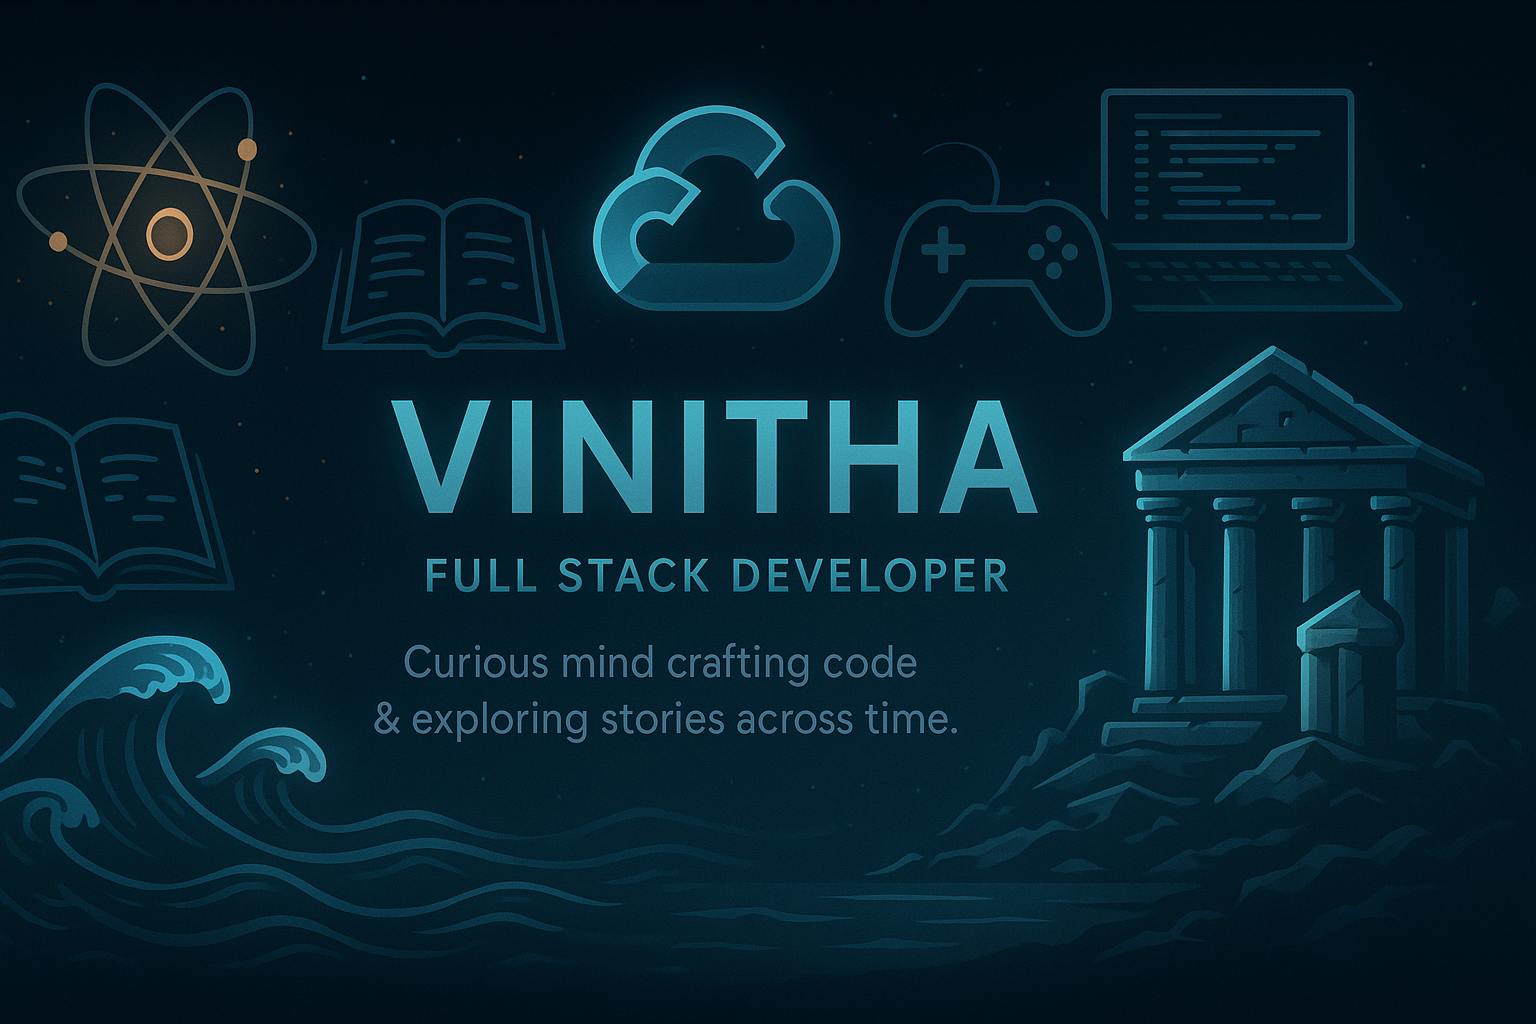 VINITHA
FULL STACK DEVELOPER
Curious mind crafting code
& exploring stories across time.